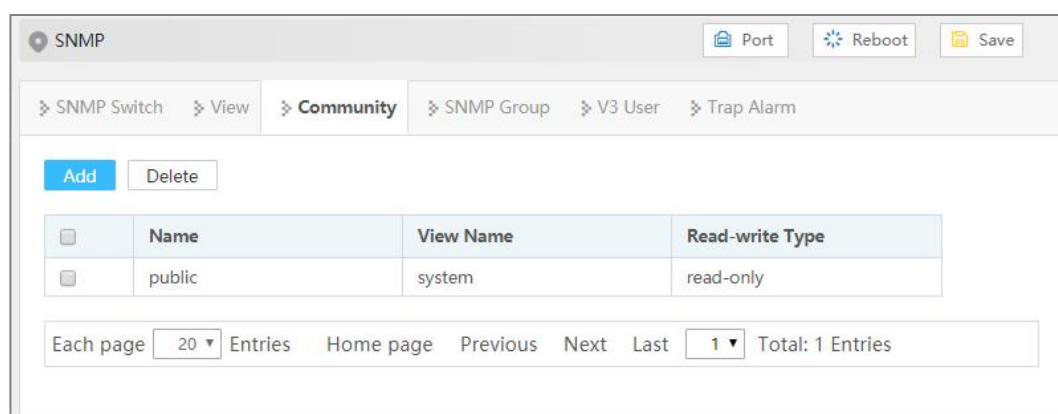 SNMP Port Reboot Save
SNMP Switch View Community SNMP Group V3 User Trap Alarm
Add Delete
Name View Name Read-write Type
public system read-only
Each page 20 Entries Home page Previous Next Last 1 Total: 1 Entries